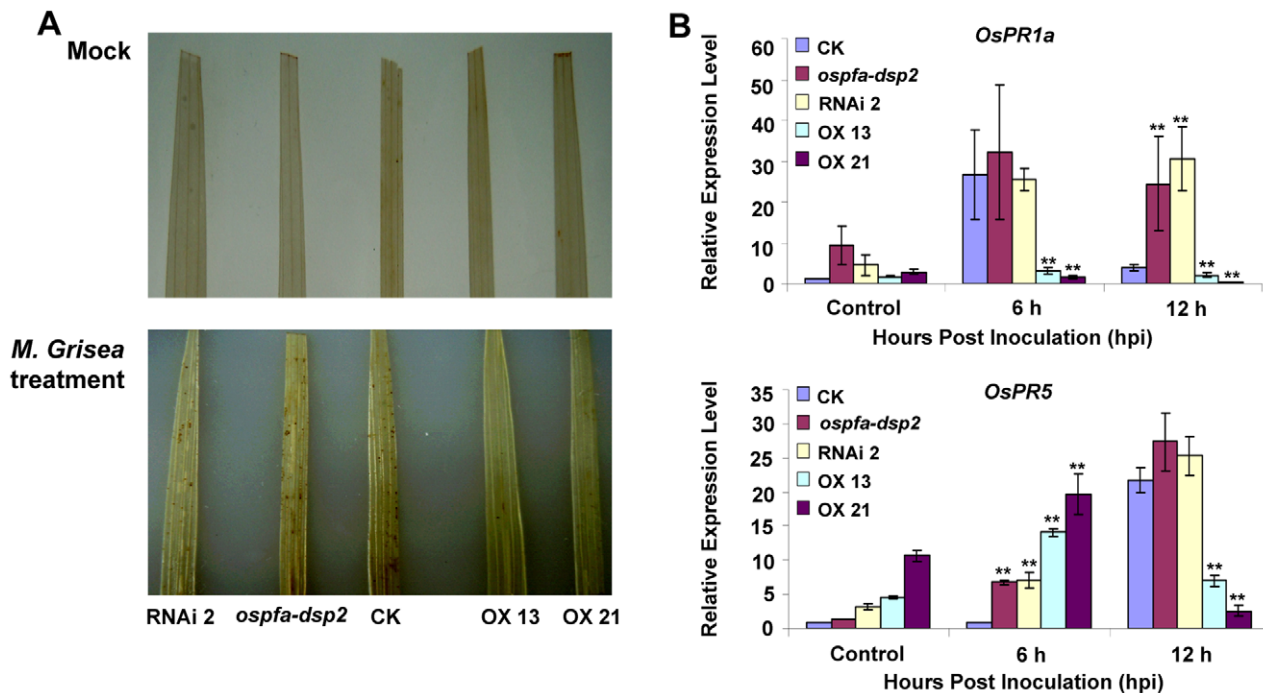 A
Mock
M. Grisea
treatment
RNAi 2 ospfa-dsp2 CK OX 13 OX 21
B
OsPR1a
Relative Expression Level
60
50
40
30
20
10
0
CK
ospfa-dsp2
RNAi 2
OX 13
OX 21
** **
** **
** **
Control 6 h 12 h
Hours Post Inoculation (hpi)
OsPR5
Relative Expression Level
35
30
25
20
15
10
5
0
CK
ospfa-dsp2
RNAi 2
OX 13
OX 21
** ** ** **
** **
Control 6 h 12 h
Hours Post Inoculation (hpi)